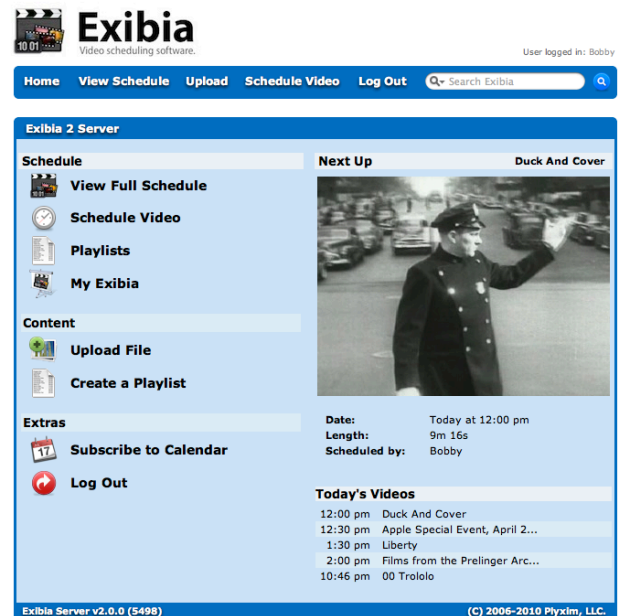 10 01
Exibia
Video scheduling software.
User logged in: Bobby
Home View Schedule Upload Schedule Video Log Out Search Exibia
Exibia 2 Server
Schedule
View Full Schedule
Schedule Video
Playlists
My Exibia
Content
Upload File
Create a Playlist
Extras
17
Subscribe to Calendar
Log Out
Next Up Duck And Cover
Date: Today at 12:00 pm
Length: 9m 16s
Scheduled by: Bobby
Today's Videos
12:00 pm Duck And Cover
12:30 pm Apple Special Event, April 2...
1:30 pm Liberty
2:00 pm Films from the Prelinger Arc...
10:46 pm 00 Trololo
Exibia Server v2.0.0 (5498) (C) 2006-2010 Plyxim, LLC.